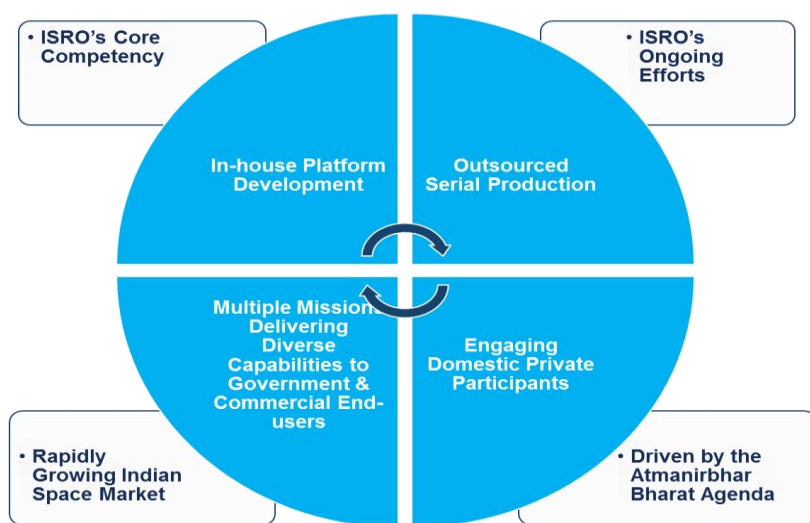 • ISRO's Core
Competency
• ISRO's
Ongoing
Efforts
In-house Platform
Development
Outsourced
Serial Production
Multiple Missions
Delivering
Diverse
Capabilities to
Government &
Commercial End-
users
Engaging
Domestic Private
Participants
• Rapidly
Growing Indian
Space Market
• Driven by the
Atmanirbhar
Bharat Agenda